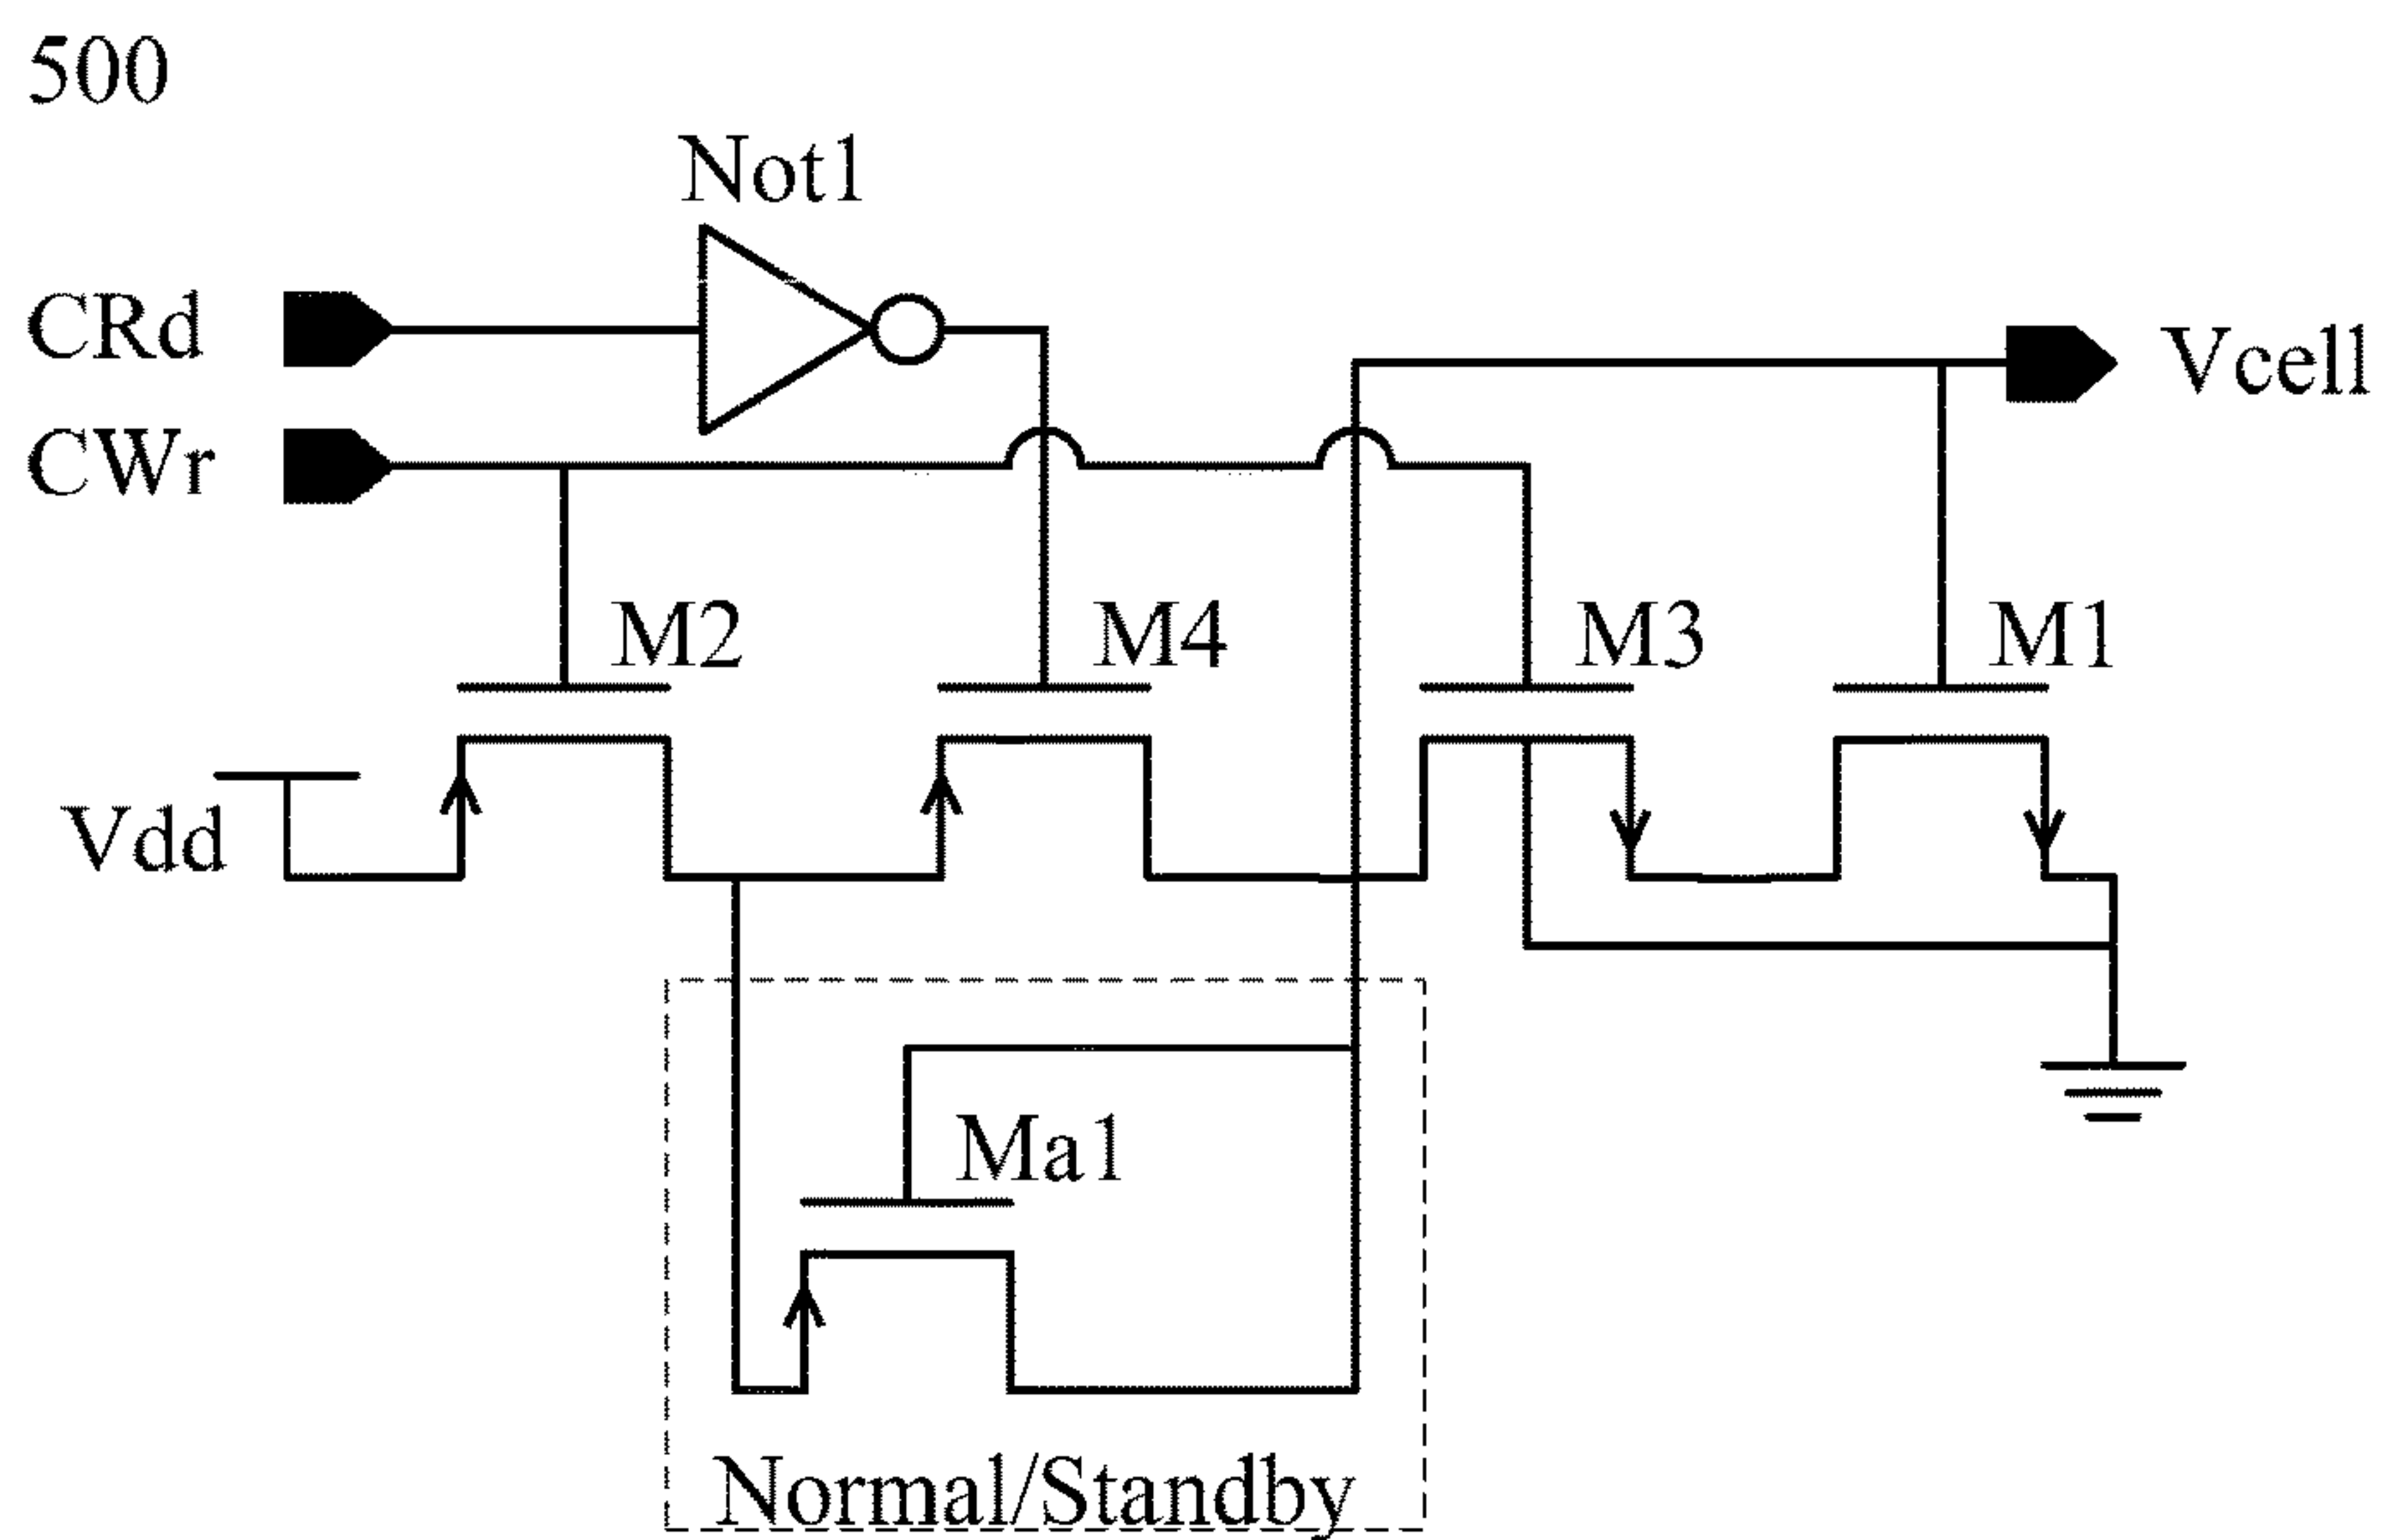 500
Not1
CRd
Vcell
CWr
M2
M4
M3
M1
Vdd
Ma1
Normal/Standby